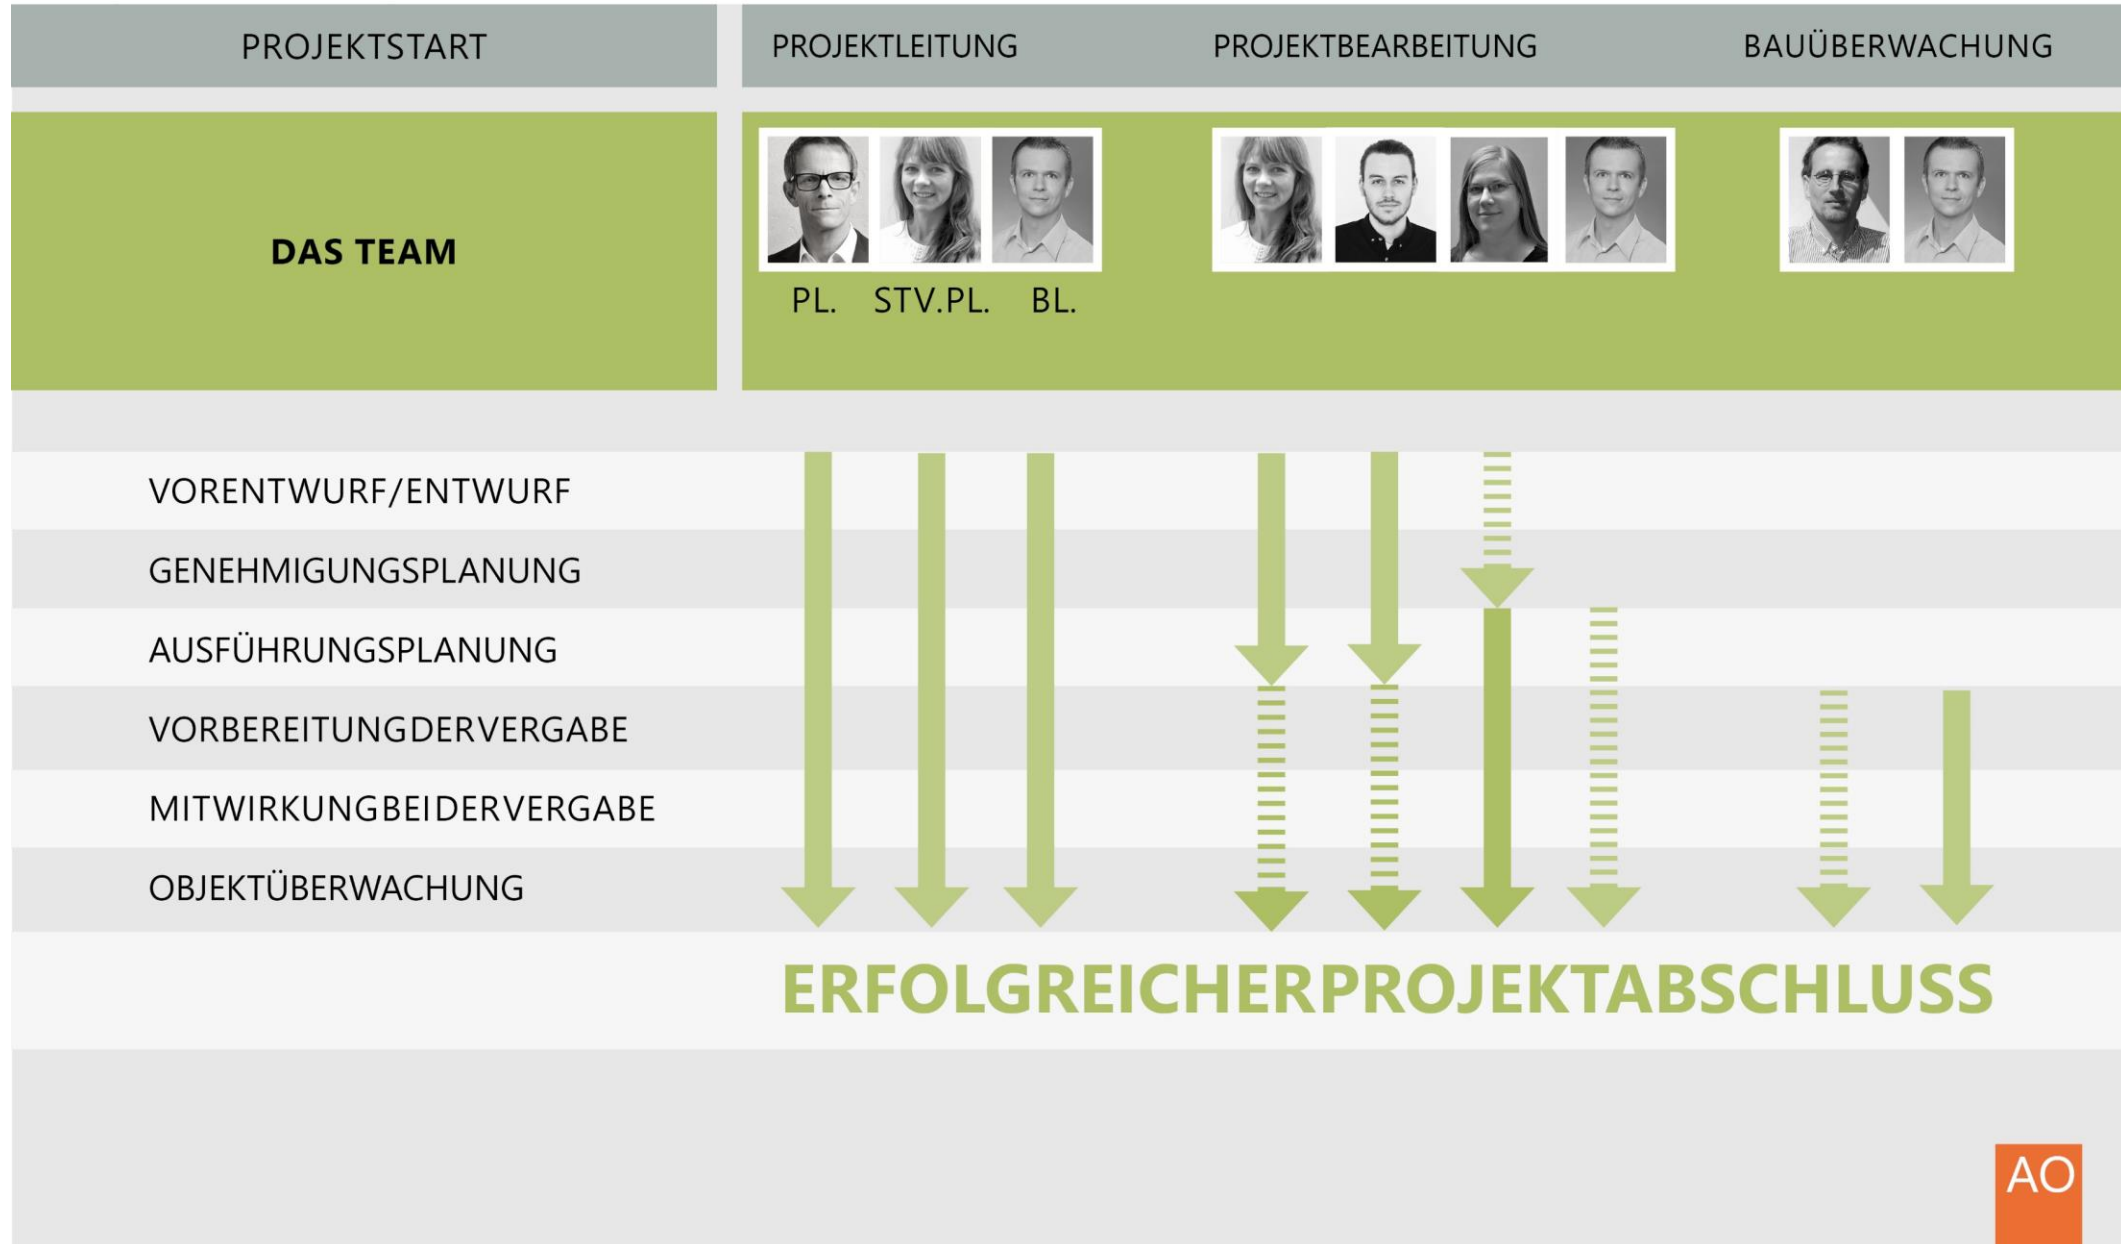 PROJEKTSTART
PROJEKTLEITUNG
PROJEKTBEARBEITUNG
BAUÜBERWACHUNG
DAS TEAM
PL. STV.PL. BL.
VORENTWURF/ENTWURF
GENEHMIGUNGSPLANUNG
AUSFÜHRUNGSPLANUNG
VORBEREITUNGDERVERGABE
MITWIRKUNGBEIDERVERGABE
OBJEKTÜBERWACHUNG
ERFOLGREICHERPROJEKTABSCHLUSS
AO